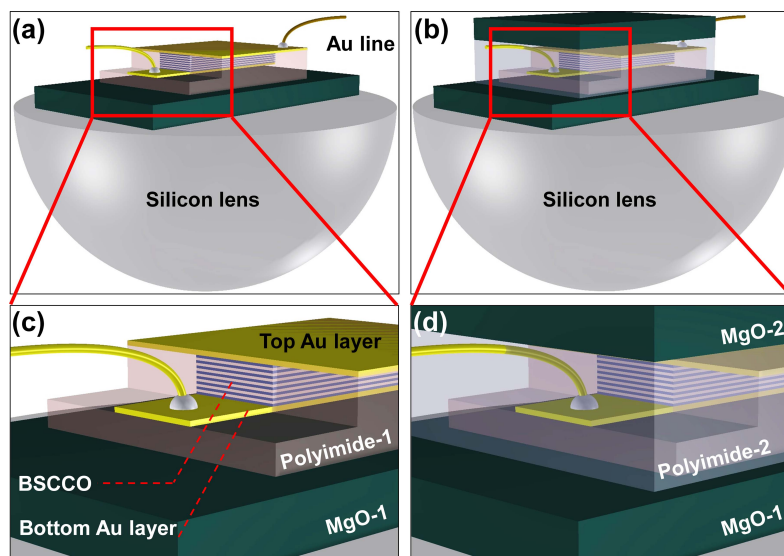 (a)
Au line
Silicon lens
(b)
Silicon lens
(c)
Top Au layer
Polyimide-1
BSCCO
Bottom Au layer
MgO-1
(d)
MgO-2
Polyimide-2
MgO-1